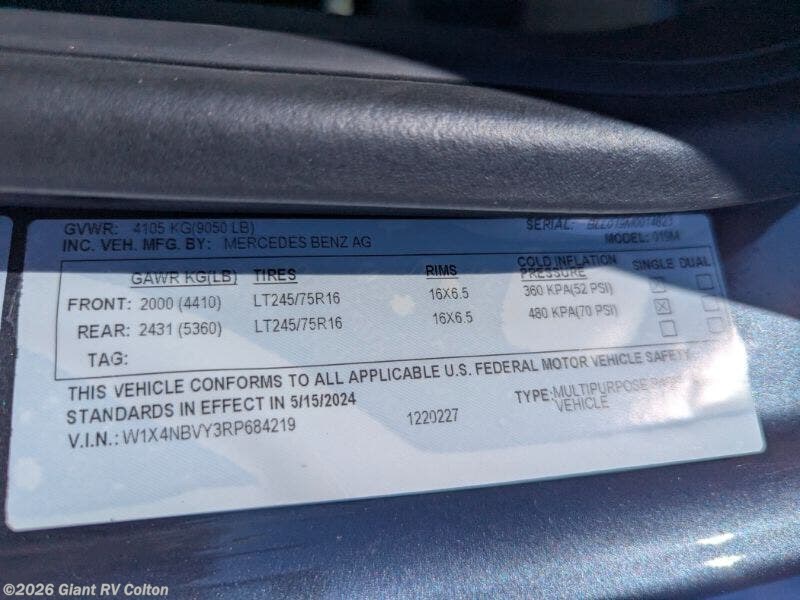 GVWR: 4105 KG(9050 LB) SERIAL: BLL019M0014823
INC. VEH. MFG. BY: MERCEDES BENZ AG MODEL: 019M
GAWR KG(LB) TIRES RIMS COLD INFLATION PRESSURE SINGLE DUAL
FRONT: 2000 (4410) LT245/75R16 16X6.5 360 KPA(52 PSI)
REAR: 2431 (5360) LT245/75R16 16X6.5 480 KPA(70 PSI)
TAG:
THIS VEHICLE CONFORMS TO ALL APPLICABLE U.S. FEDERAL MOTOR VEHICLE SAFETY
STANDARDS IN EFFECT IN 5/15/2024 TYPE: MULTIPURPOSE
VEHICLE
V.I.N.: W1X4NBVY3RP684219 1220227
©2026 Giant RV Colton